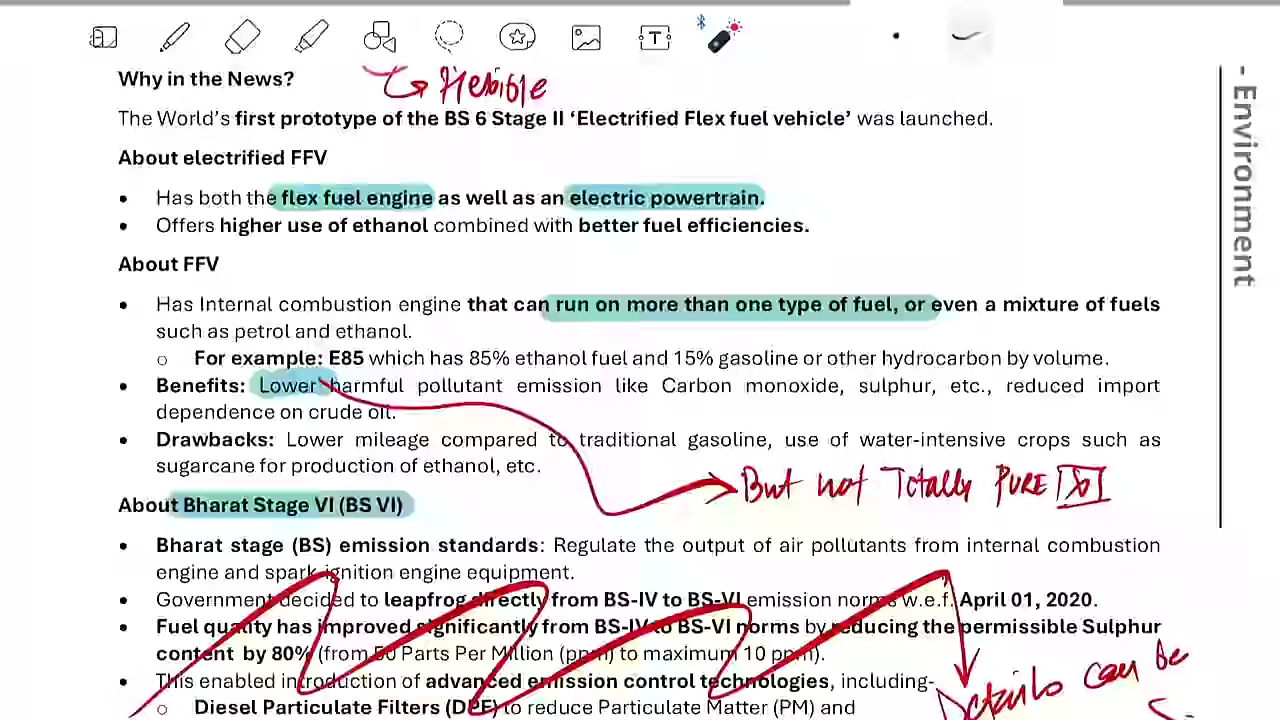 Why in the News?
flexible
The World's first prototype of the BS 6 Stage II 'Electrified Flex fuel vehicle' was launched.
About electrified FFV
• Has both the flex fuel engine as well as an electric powertrain.
• Offers higher use of ethanol combined with better fuel efficiencies.
About FFV
• Has Internal combustion engine that can run on more than one type of fuel, or even a mixture of fuels
such as petrol and ethanol.
o For example: E85 which has 85% ethanol fuel and 15% gasoline or other hydrocarbon by volume.
• Benefits: Lower harmful pollutant emission like Carbon monoxide, sulphur, etc., reduced import
dependence on crude oil.
• Drawbacks: Lower mileage compared to traditional gasoline, use of water-intensive crops such as
sugarcane for production of ethanol, etc.
But not Totally PURE
About Bharat Stage VI (BS VI)
• Bharat stage (BS) emission standards: Regulate the output of air pollutants from internal combustion
engine and spark-ignition engine equipment.
• Government decided to leapfrog directly from BS-IV to BS-VI emission norms w.e.f. April 01, 2020.
• Fuel quality has improved significantly from BS-IV to BS-VI norms by reducing the permissible Sulphur
content by 80% (from 50 Parts Per Million (ppm) to maximum 10 ppm).
• This enabled introduction of advanced emission control technologies, including-
Details can be
o Diesel Particulate Filters (DPF) to reduce Particulate Matter (PM) and
- Environment